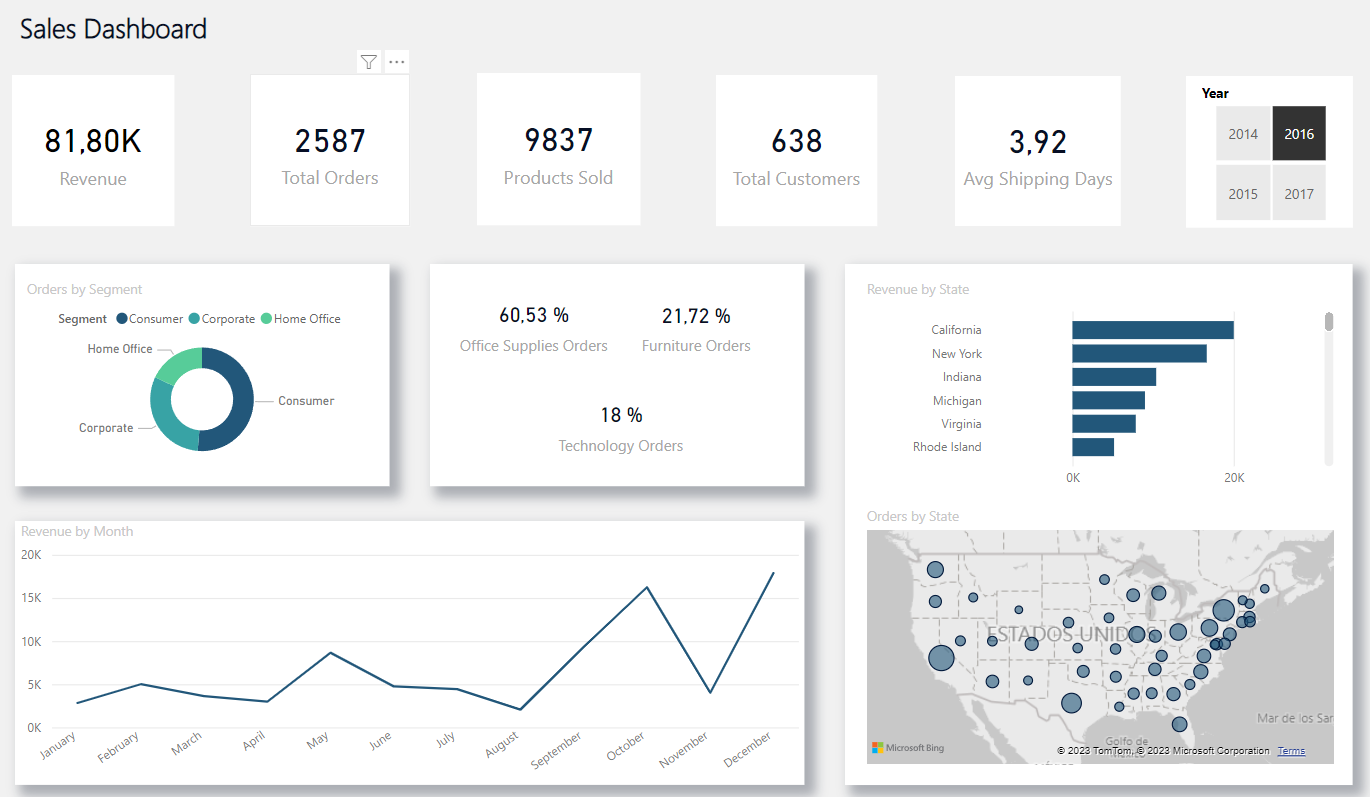 Sales Dashboard
81,80K
Revenue
2587
Total Orders
9837
Products Sold
638
Total Customers
3,92
Avg Shipping Days
Year
2014
2016
2015
2017
Orders by Segment
Segment Consumer Corporate Home Office
Home Office
Consumer
Corporate
60,53 %
Office Supplies Orders
21,72 %
Furniture Orders
18 %
Technology Orders
Revenue by State
California
New York
Indiana
Michigan
Virginia
Rhode Island
0K 20K
Revenue by Month
20K
15K
10K
5K
0K
January February March April May June July August September October November December
Orders by State
ESTADOS UNID
Mar de los Sar
Golfo de
Microsoft Bing
© 2023 TomTom, © 2023 Microsoft Corporation Terms